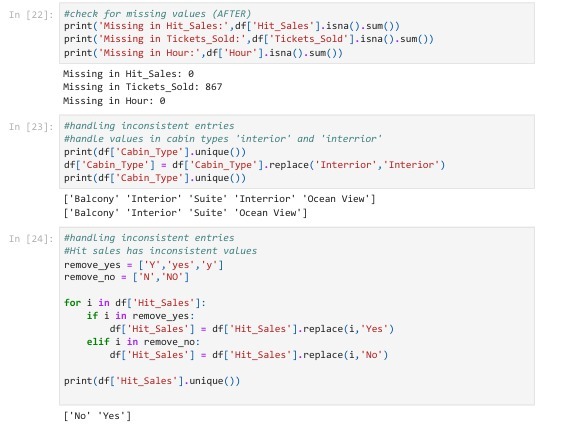 In [22]:
#check for missing values (AFTER)
print('Missing in Hit_Sales:',df['Hit_Sales'].isna().sum())
print('Missing in Tickets_Sold:',df['Tickets_Sold'].isna().sum())
print('Missing in Hour:',df['Hour'].isna().sum())
Missing in Hit_Sales: 0
Missing in Tickets_Sold: 867
Missing in Hour: 0
In [23]:
#handling inconsistent entries
#handle values in cabin types 'interior' and 'interrior'
print(df['Cabin_Type'].unique())
df['Cabin_Type'] = df['Cabin_Type'].replace('Interrior','Interior')
print(df['Cabin_Type'].unique())
['Balcony' 'Interior' 'Suite' 'Interrior' 'Ocean View']
['Balcony' 'Interior' 'Suite' 'Ocean View']
In [24]:
#handling inconsistent entries
#Hit sales has inconsistent values
remove_yes = ['Y','yes','y']
remove_no = ['N','NO']
for i in df['Hit_Sales']:
    if i in remove_yes:
        df['Hit_Sales'] = df['Hit_Sales'].replace(i,'Yes')
    elif i in remove_no:
        df['Hit_Sales'] = df['Hit_Sales'].replace(i,'No')
print(df['Hit_Sales'].unique())
['No' 'Yes']